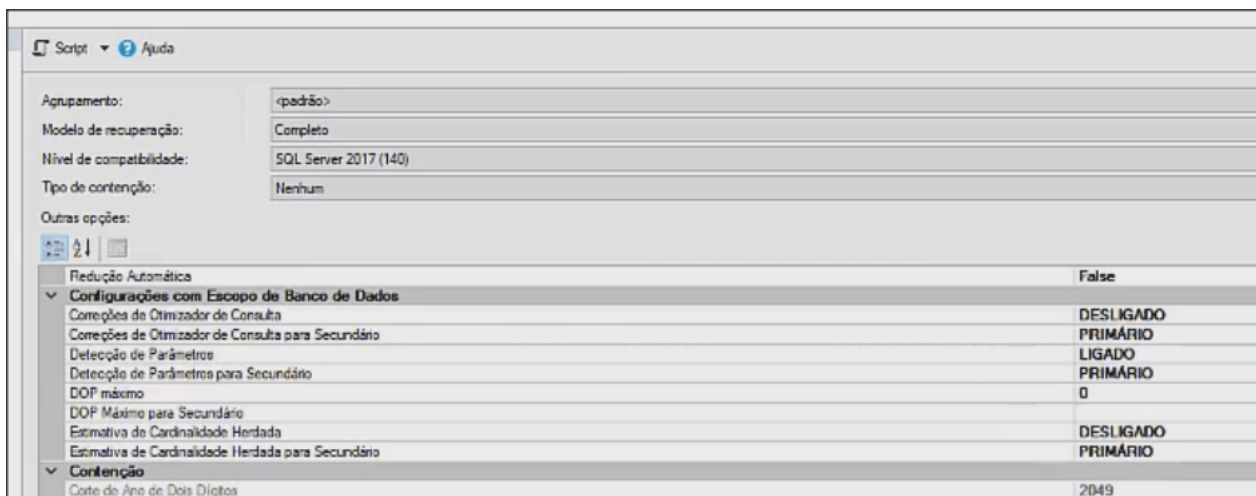 Script Ajuda
Agrupamento: <padrão>
Modelo de recuperação: Completo
Nível de compatibilidade: SQL Server 2017 (140)
Tipo de contenção: Nenhum
Outras opções:
Redução Automática False
Configurações com Escopo de Banco de Dados
Correções de Otimizador de Consulta DESLIGADO
Correções de Otimizador de Consulta para Secundário PRIMÁRIO
Detecção de Parâmetros LIGADO
Detecção de Parâmetros para Secundário PRIMÁRIO
DOP máximo 0
DOP Máximo para Secundário
Estimativa de Cardinalidade Herdada DESLIGADO
Estimativa de Cardinalidade Herdada para Secundário PRIMÁRIO
Contenção
Corte de Ano de Dois Dígitos 2049